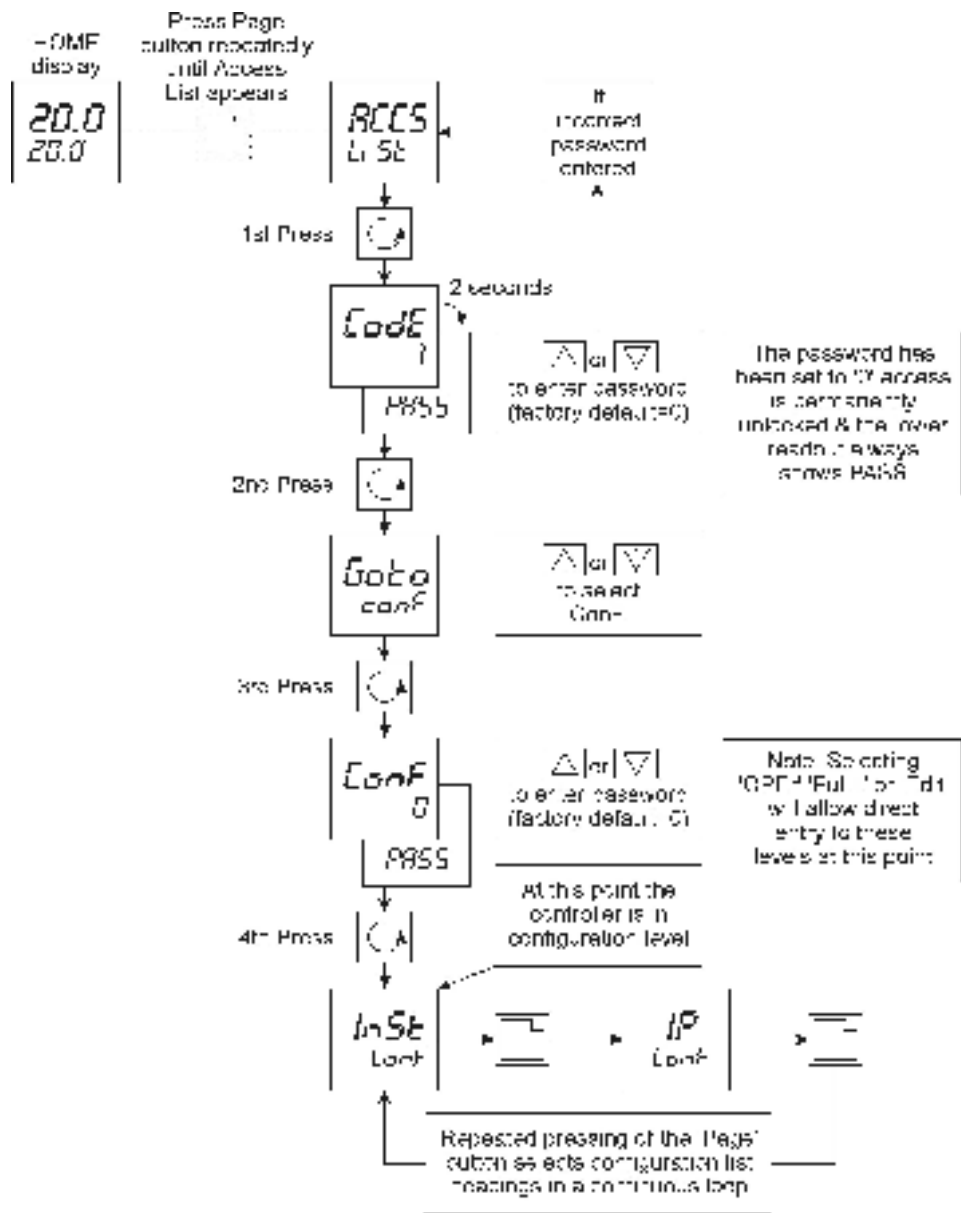 HOME
display
Press Page
button repeatedly
until Access
List appears
20.0
20.0
ACCS
LiSt
If
incorrect
password
entered
1st Press
2 seconds
CodE
PASS
or
to enter password
(factory default=0)
The password has
been set to '0' access
is permanently
unlocked & the lower
readout always
shows PASS
2nd Press
Goto
conF
or
to select
ConF
3rd Press
ConF
0
PASS
or
to enter password
(factory default 0)
Note: Selecting
will allow direct
entry to these
levels at this point
At this point the
controller is in
configuration level
4th Press
InSt
ConF
IP
ConF
Repeated pressing of the 'Page'
button selects configuration list
headings in a continuous loop